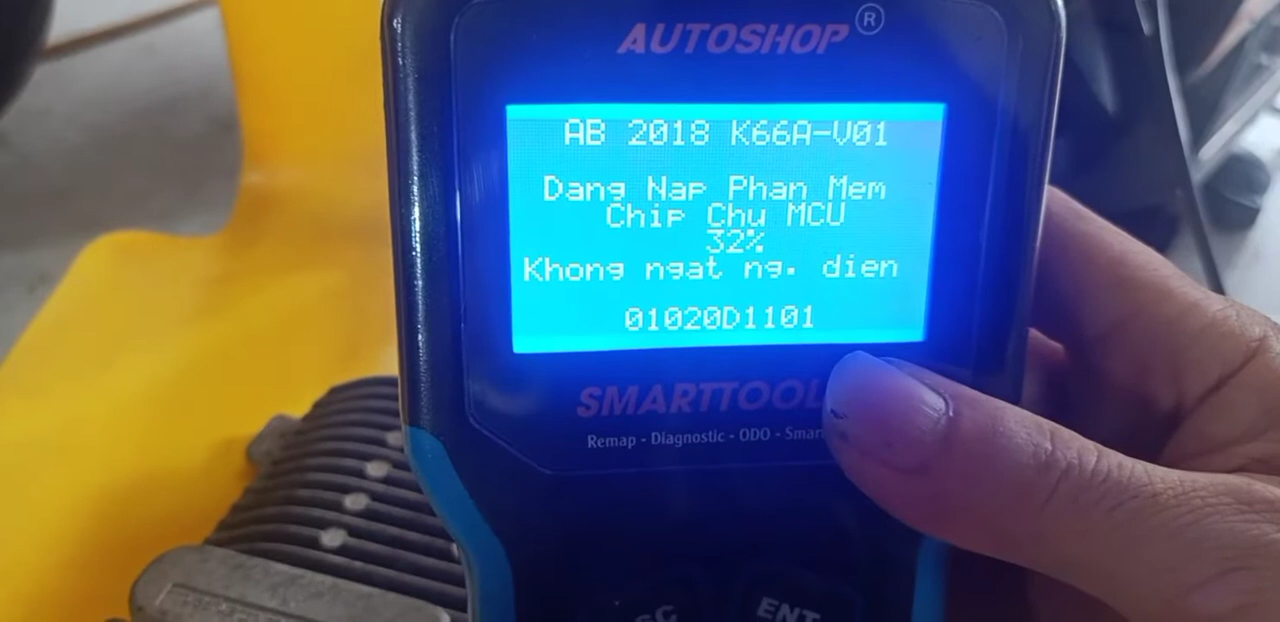 AUTOSHOP ®
AB 2018 K66A-V01
Dang Nap Phan Mem
Chip Chu MCU
32%
Khong ngat ng. dien
01020D1101
SMARTTOOL
Remap - Diagnostic - ODO - Smar
ENT